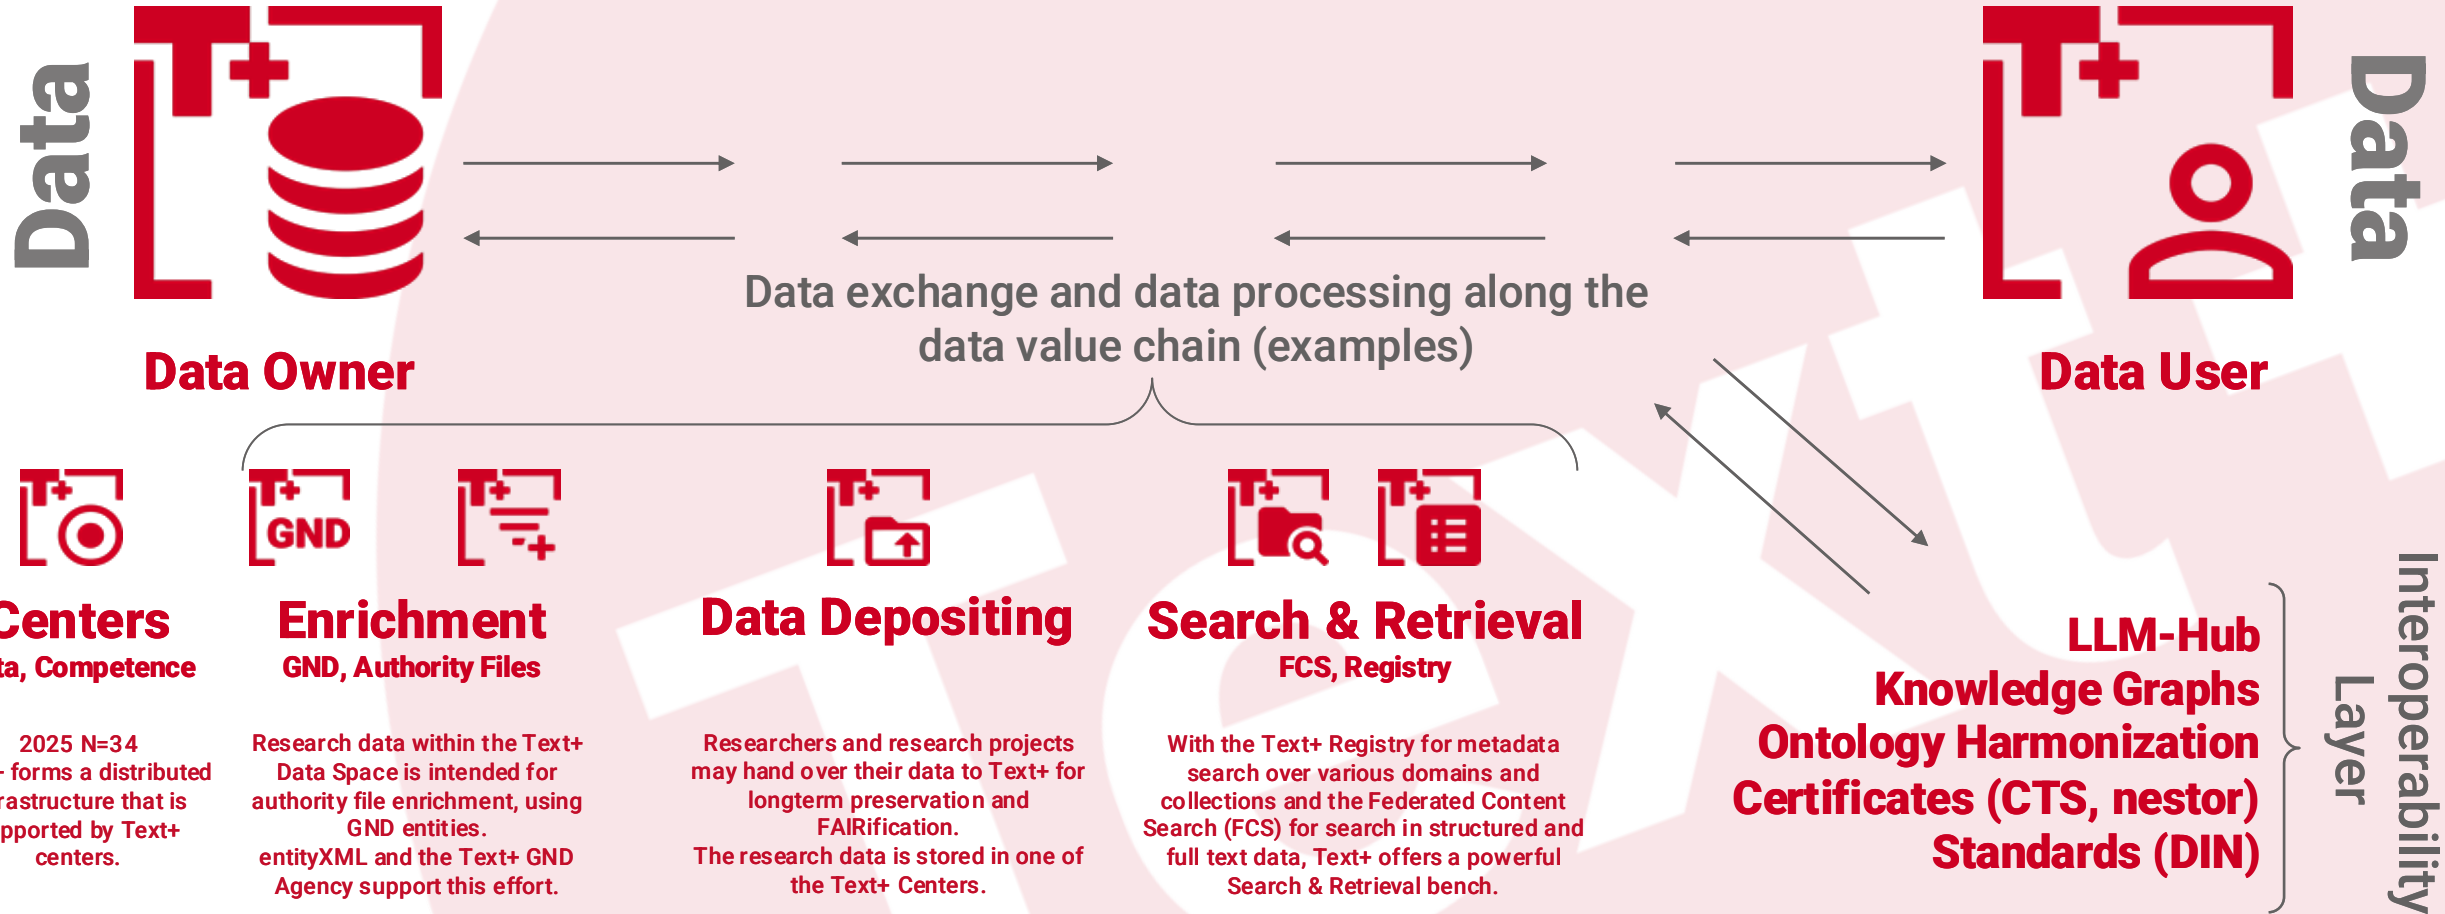 Data
Data
Data exchange and data processing along the
data value chain (examples)
Data Owner
Data User
GND
Centers
ta, Competence
2025 N=34
forms a distributed
rastructure that is
pported by Text+
centers.
Enrichment
GND, Authority Files
Research data within the Text+
Data Space is intended for
authority file enrichment, using
GND entities.
entityXML and the Text+ GND
Agency support this effort.
Data Depositing
Researchers and research projects
may hand over their data to Text+ for
longterm preservation and
FAIRification.
The research data is stored in one of
the Text+ Centers.
Search & Retrieval
FCS, Registry
With the Text+ Registry for metadata
search over various domains and
collections and the Federated Content
Search (FCS) for search in structured and
full text data, Text+ offers a powerful
Search & Retrieval bench.
LLM-Hub
Knowledge Graphs
Ontology Harmonization
Certificates (CTS, nestor)
Standards (DIN)
Interoperability
Layer
T+
T+
T+
T+
T+
T+
T+
T+
Text+